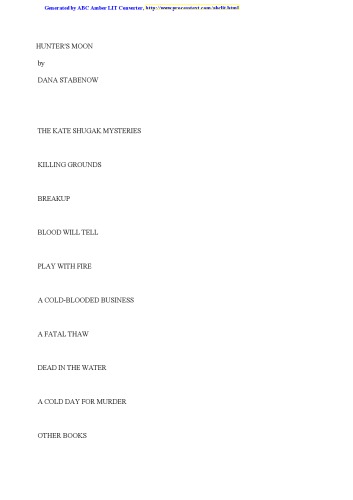 Generated by ABC Amber LIT Converter, http://www.processtext.com/abclit.html
HUNTER'S MOON
by
DANA STABENOW
THE KATE SHUGAK MYSTERIES
KILLING GROUNDS
BREAKUP
BLOOD WILL TELL
PLAY WITH FIRE
A COLD-BLOODED BUSINESS
A FATAL THAW
DEAD IN THE WATER
A COLD DAY FOR MURDER
OTHER BOOKS